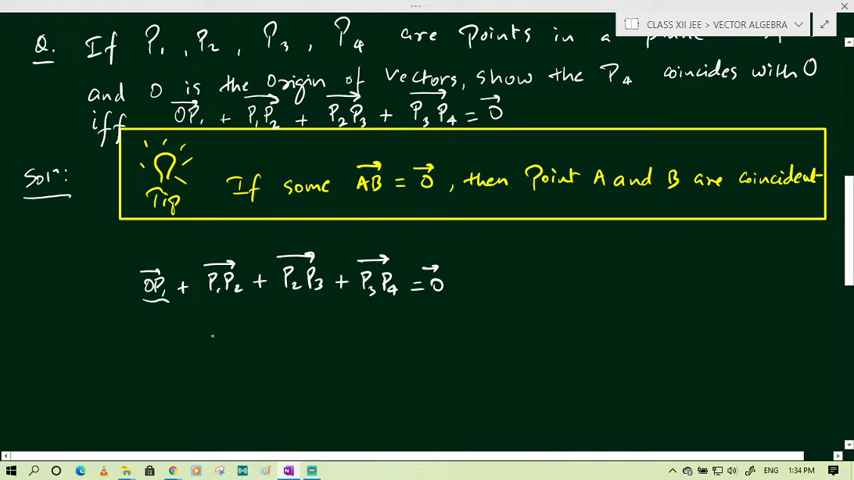 CLASS XII JEE > VECTOR ALGEBRA
Q. If P₁, P₂, P₃, P₄ are points in a
and O is the origin of vectors, show the P₄ coincides with O
iff OP₁ + P₁P₂ + P₂P₃ + P₃P₄ = 0
Solⁿ:
Tip
If some AB = 0, then Point A and B are coincident
OP₁ + P₁P₂ + P₂P₃ + P₃P₄ = 0
ENG 1:34 PM